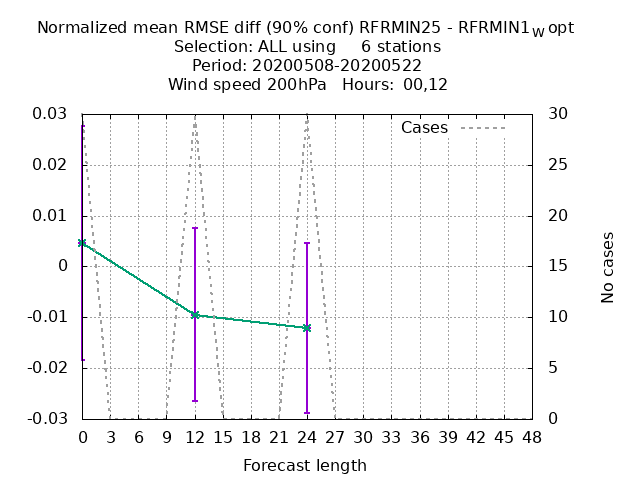 Normalized mean RMSE diff (90% conf) RFRMIN25 - RFRMIN1W opt
Selection: ALL using 6 stations
Period: 20200508-20200522
Wind speed 200hPa Hours: 00,12
Cases
0.03
0.02
0.01
0
-0.01
-0.02
-0.03
30
25
20
15
10
5
0
No cases
0 3 6 9 12 15 18 21 24 27 30 33 36 39 42 45 48
Forecast length